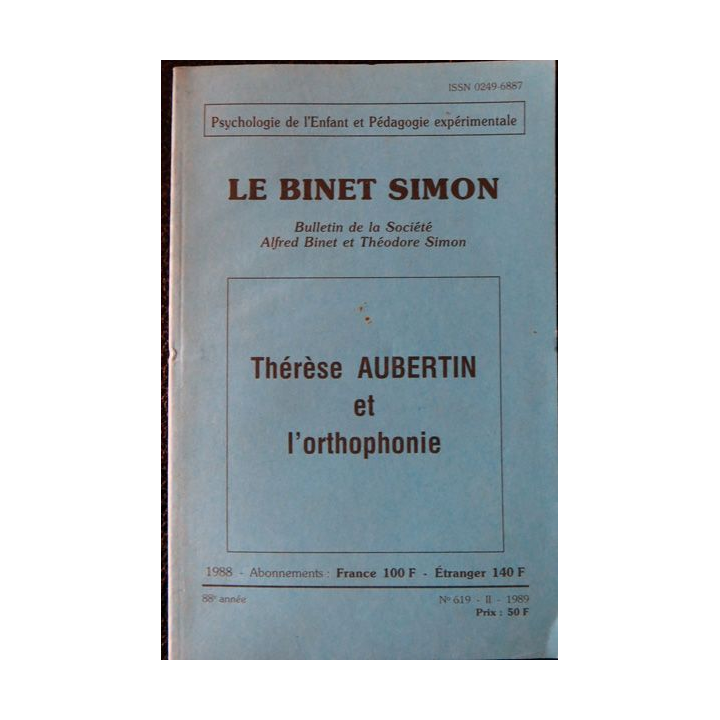 ISSN 0249-6887
Psychologie de l'Enfant et Pédagogie expérimentale
LE BINET SIMON
Bulletin de la Société
Alfred Binet et Théodore Simon
Thérèse AUBERTIN
et
l'orthophonie
1988 - Abonnements : France 100 F - Étranger 140 F
88e année
No 619 - II - 1989
Prix : 50 F